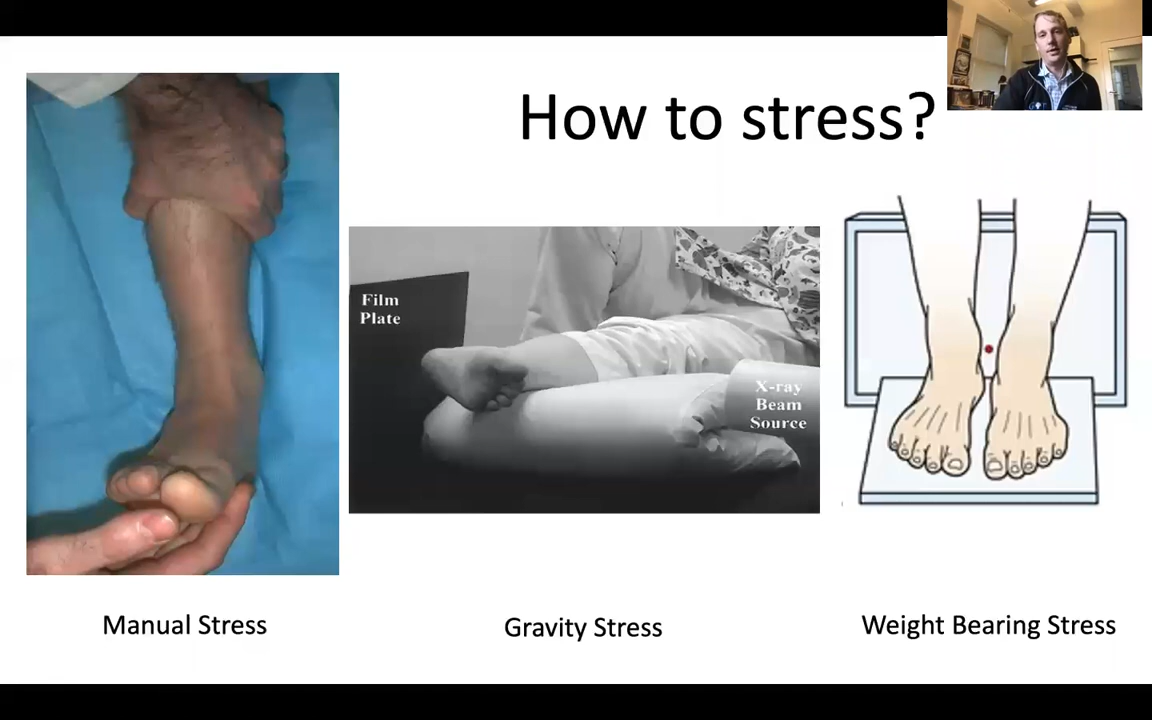 How to stress?
Film
Plate
X-ray
Beam
Source
Manual Stress
Gravity Stress
Weight Bearing Stress